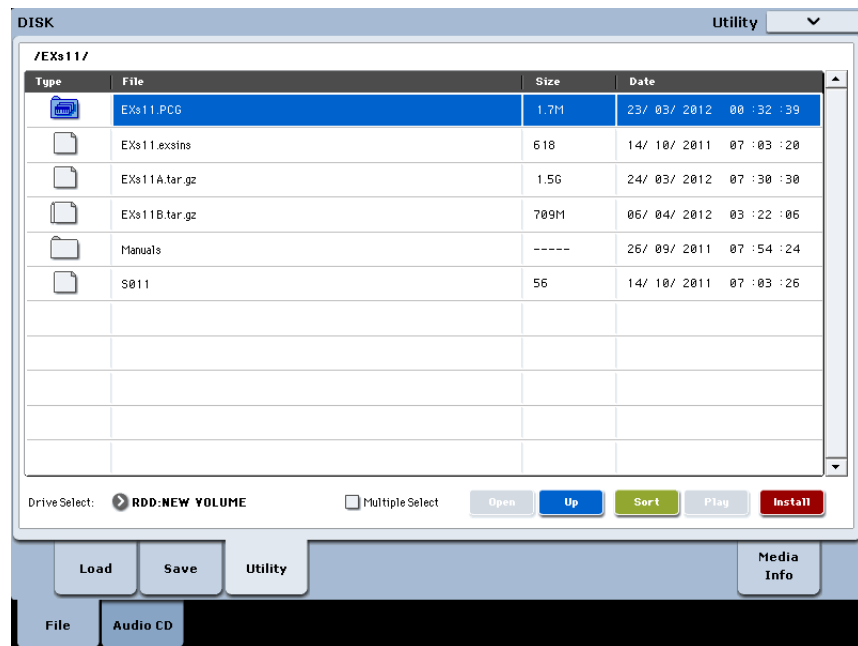 DISK Utility
/EXs11/
Type File Size Date
EXs11.PCG 1.7M 23/ 03/ 2012 00 :32 :39
EXs11.exsins 618 14/ 10/ 2011 07 :03 :20
EXs11A.tar.gz 1.5G 24/ 03/ 2012 07 :30 :30
EXs11B.tar.gz 709M 06/ 04/ 2012 03 :22 :06
Manuals ----- 26/ 09/ 2011 07 :54 :24
S011 56 14/ 10/ 2011 07 :03 :26
Drive Select: RDD:NEW VOLUME Multiple Select Open Up Sort Play Install
Load Save Utility Media
Info
File Audio CD